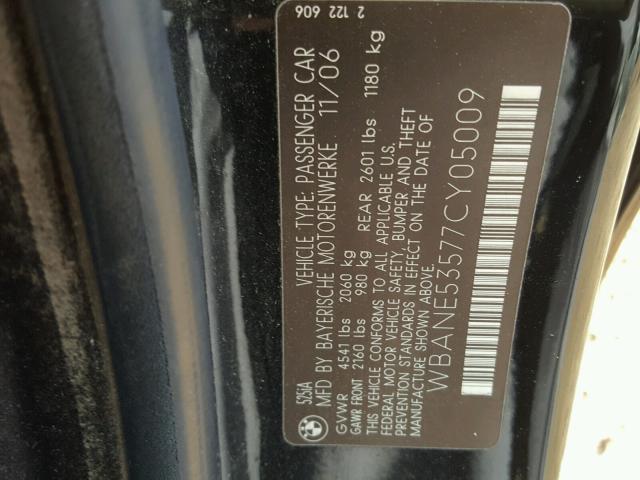 525iA VEHICLE TYPE: PASSENGER CAR 2 122 606
MFD BY BAYERISCHE MOTORENWERKE 11/06
GVWR 4541 lbs 2060 kg
GAWR FRONT 2160 lbs 980 kg REAR 2601 lbs 1180 kg
THIS VEHICLE CONFORMS TO ALL APPLICABLE U.S.
FEDERAL MOTOR VEHICLE SAFETY, BUMPER AND THEFT
PREVENTION STANDARDS IN EFFECT ON THE DATE OF
MANUFACTURE SHOWN ABOVE.
WBANE53577CY05009